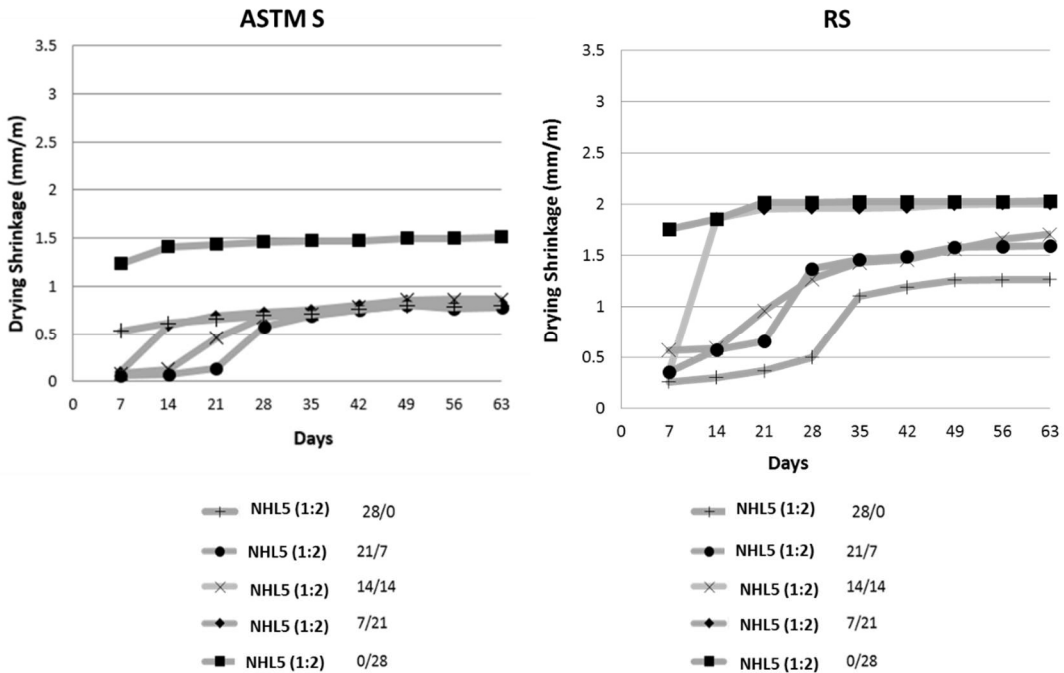 ASTM S
Drying Shrinkage (mm/m)
3.5
3
2.5
2
1.5
1
0.5
0
0 7 14 21 28 35 42 49 56 63
Days
NHL5 (1:2) 28/0
NHL5 (1:2) 21/7
NHL5 (1:2) 14/14
NHL5 (1:2) 7/21
NHL5 (1:2) 0/28
RS
Drying Shrinkage (mm/m)
3.5
3
2.5
2
1.5
1
0.5
0
0 7 14 21 28 35 42 49 56 63
Days
NHL5 (1:2) 28/0
NHL5 (1:2) 21/7
NHL5 (1:2) 14/14
NHL5 (1:2) 7/21
NHL5 (1:2) 0/28